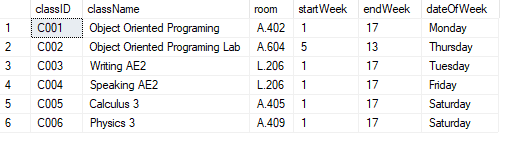 classID className room startWeek endWeek dateOfWeek
1 C001 Object Oriented Programing A.402 1 17 Monday
2 C002 Object Oriented Programing Lab A.604 5 13 Thursday
3 C003 Writing AE2 L.206 1 17 Tuesday
4 C004 Speaking AE2 L.206 1 17 Friday
5 C005 Calculus 3 A.405 1 17 Saturday
6 C006 Physics 3 A.409 1 17 Saturday